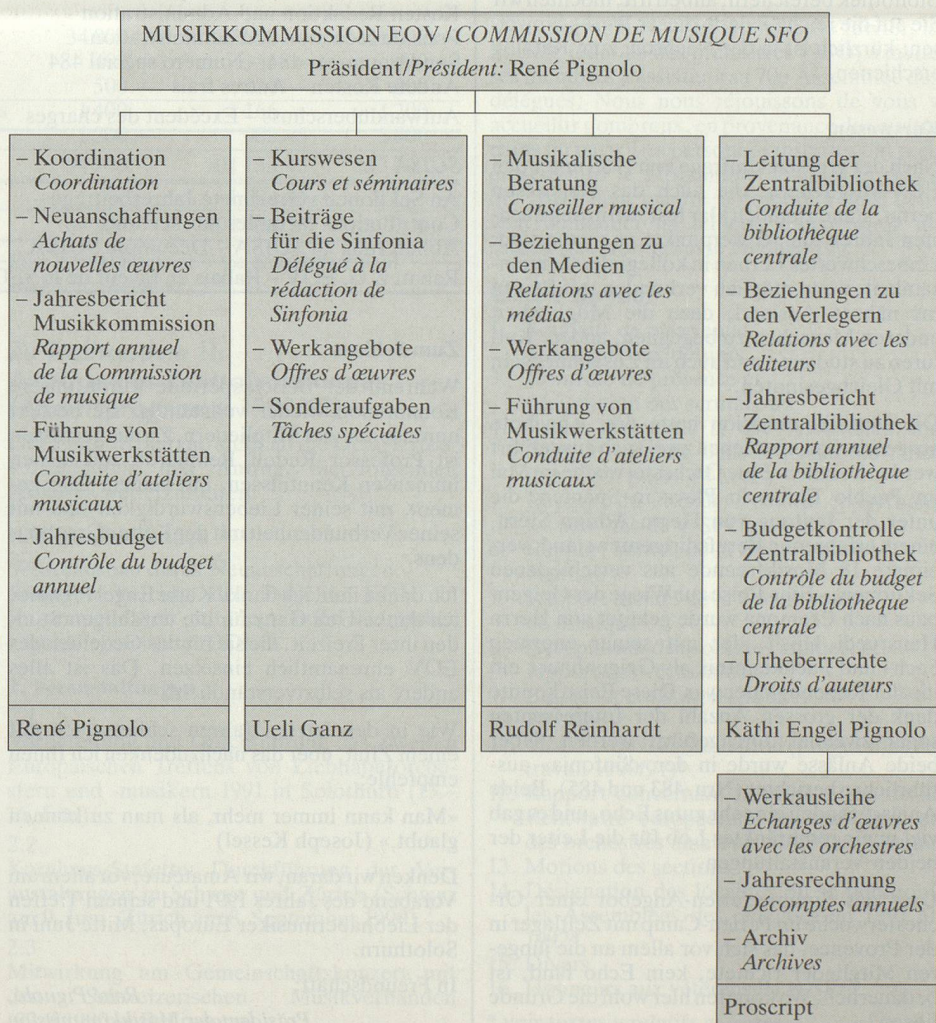 MUSIKKOMMISSION EOV / COMMISSION DE MUSIQUE SFO
Präsident/Président: René Pignolo
– Koordination
Coordination
– Neuanschaffungen
Achats de
nouvelles œuvres
– Jahresbericht
Musikkommission
Rapport annuel
de la Commission
de musique
– Führung von
Musikwerkstätten
Conduite d'ateliers
musicaux
– Jahresbudget
Contrôle du budget
annuel
René Pignolo
– Kurswesen
Cours et séminaires
– Beiträge
für die Sinfonia
Délégué à la
rédaction de
Sinfonia
– Werkangebote
Offres d'œuvres
– Sonderaufgaben
Tâches spéciales
Ueli Ganz
– Musikalische
Beratung
Conseiller musical
– Beziehungen zu
den Medien
Relations avec les
médias
– Werkangebote
Offres d'œuvres
– Führung von
Musikwerkstätten
Conduite d'ateliers
musicaux
Rudolf Reinhardt
– Leitung der
Zentralbibliothek
Conduite de la
bibliothèque
centrale
– Beziehungen zu
den Verlegern
Relations avec les
éditeurs
– Jahresbericht
Zentralbibliothek
Rapport annuel
de la bibliothèque
centrale
– Budgetkontrolle
Zentralbibliothek
Contrôle du budget
de la bibliothèque
centrale
– Urheberrechte
Droits d'auteurs
Käthi Engel Pignolo
– Werkausleihe
Echanges d'œuvres
avec les orchestres
– Jahresrechnung
Décomptes annuels
– Archiv
Archives
Proscript